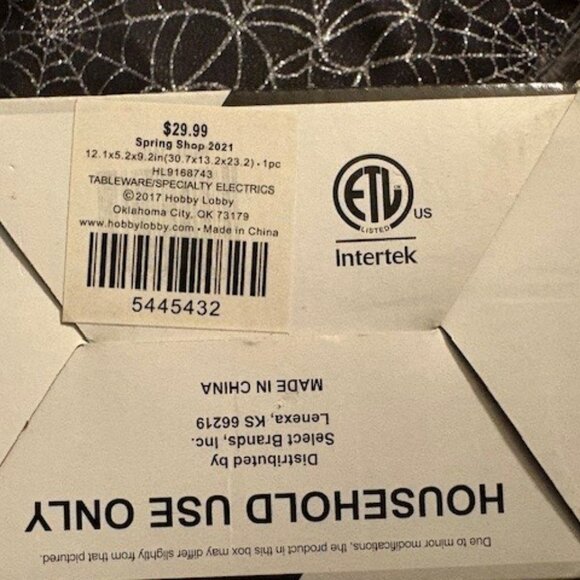 $29.99
Spring Shop 2021
12.1x5.2x9.2in(30.7x13.2x23.2) • 1pc
HL9168743
TABLEWARE/SPECIALTY ELECTRICS
©2017 Hobby Lobby
Oklahoma City, OK 73179
www.hobbylobby.com • Made in China
5445432
ETL
LISTED
US
Intertek
Due to minor modifications, the product in this box may differ slightly from that pictured.
HOUSEHOLD USE ONLY
Distributed by
Select Brands, Inc.
Lenexa, KS 66219
MADE IN CHINA